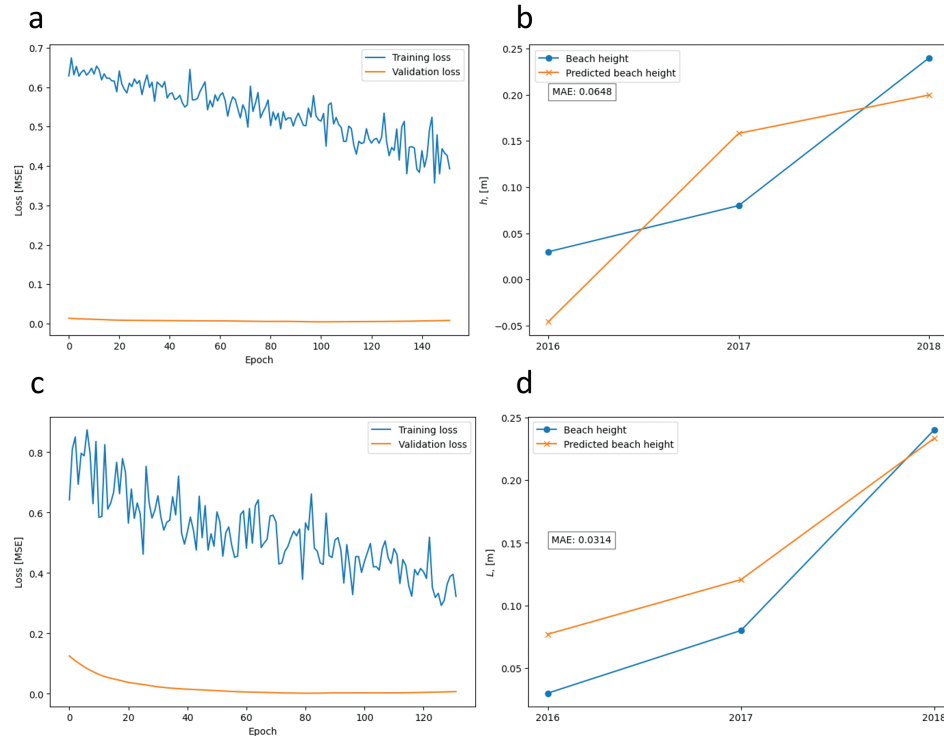 a
Training loss
Validation loss
0.7
0.6
0.5
0.4
0.3
0.2
0.1
0.0
Loss [MSE]
0 20 40 60 80 100 120 140
Epoch
b
Beach height
Predicted beach height
MAE: 0.0648
0.25
0.20
0.15
0.10
0.05
0.00
−0.05
h, [m]
2016 2017 2018
c
Training loss
Validation loss
0.8
0.6
0.4
0.2
0.0
Loss [MSE]
0 20 40 60 80 100 120
Epoch
d
Beach height
Predicted beach height
MAE: 0.0314
0.25
0.20
0.15
0.10
0.05
L, [m]
2016 2017 2018